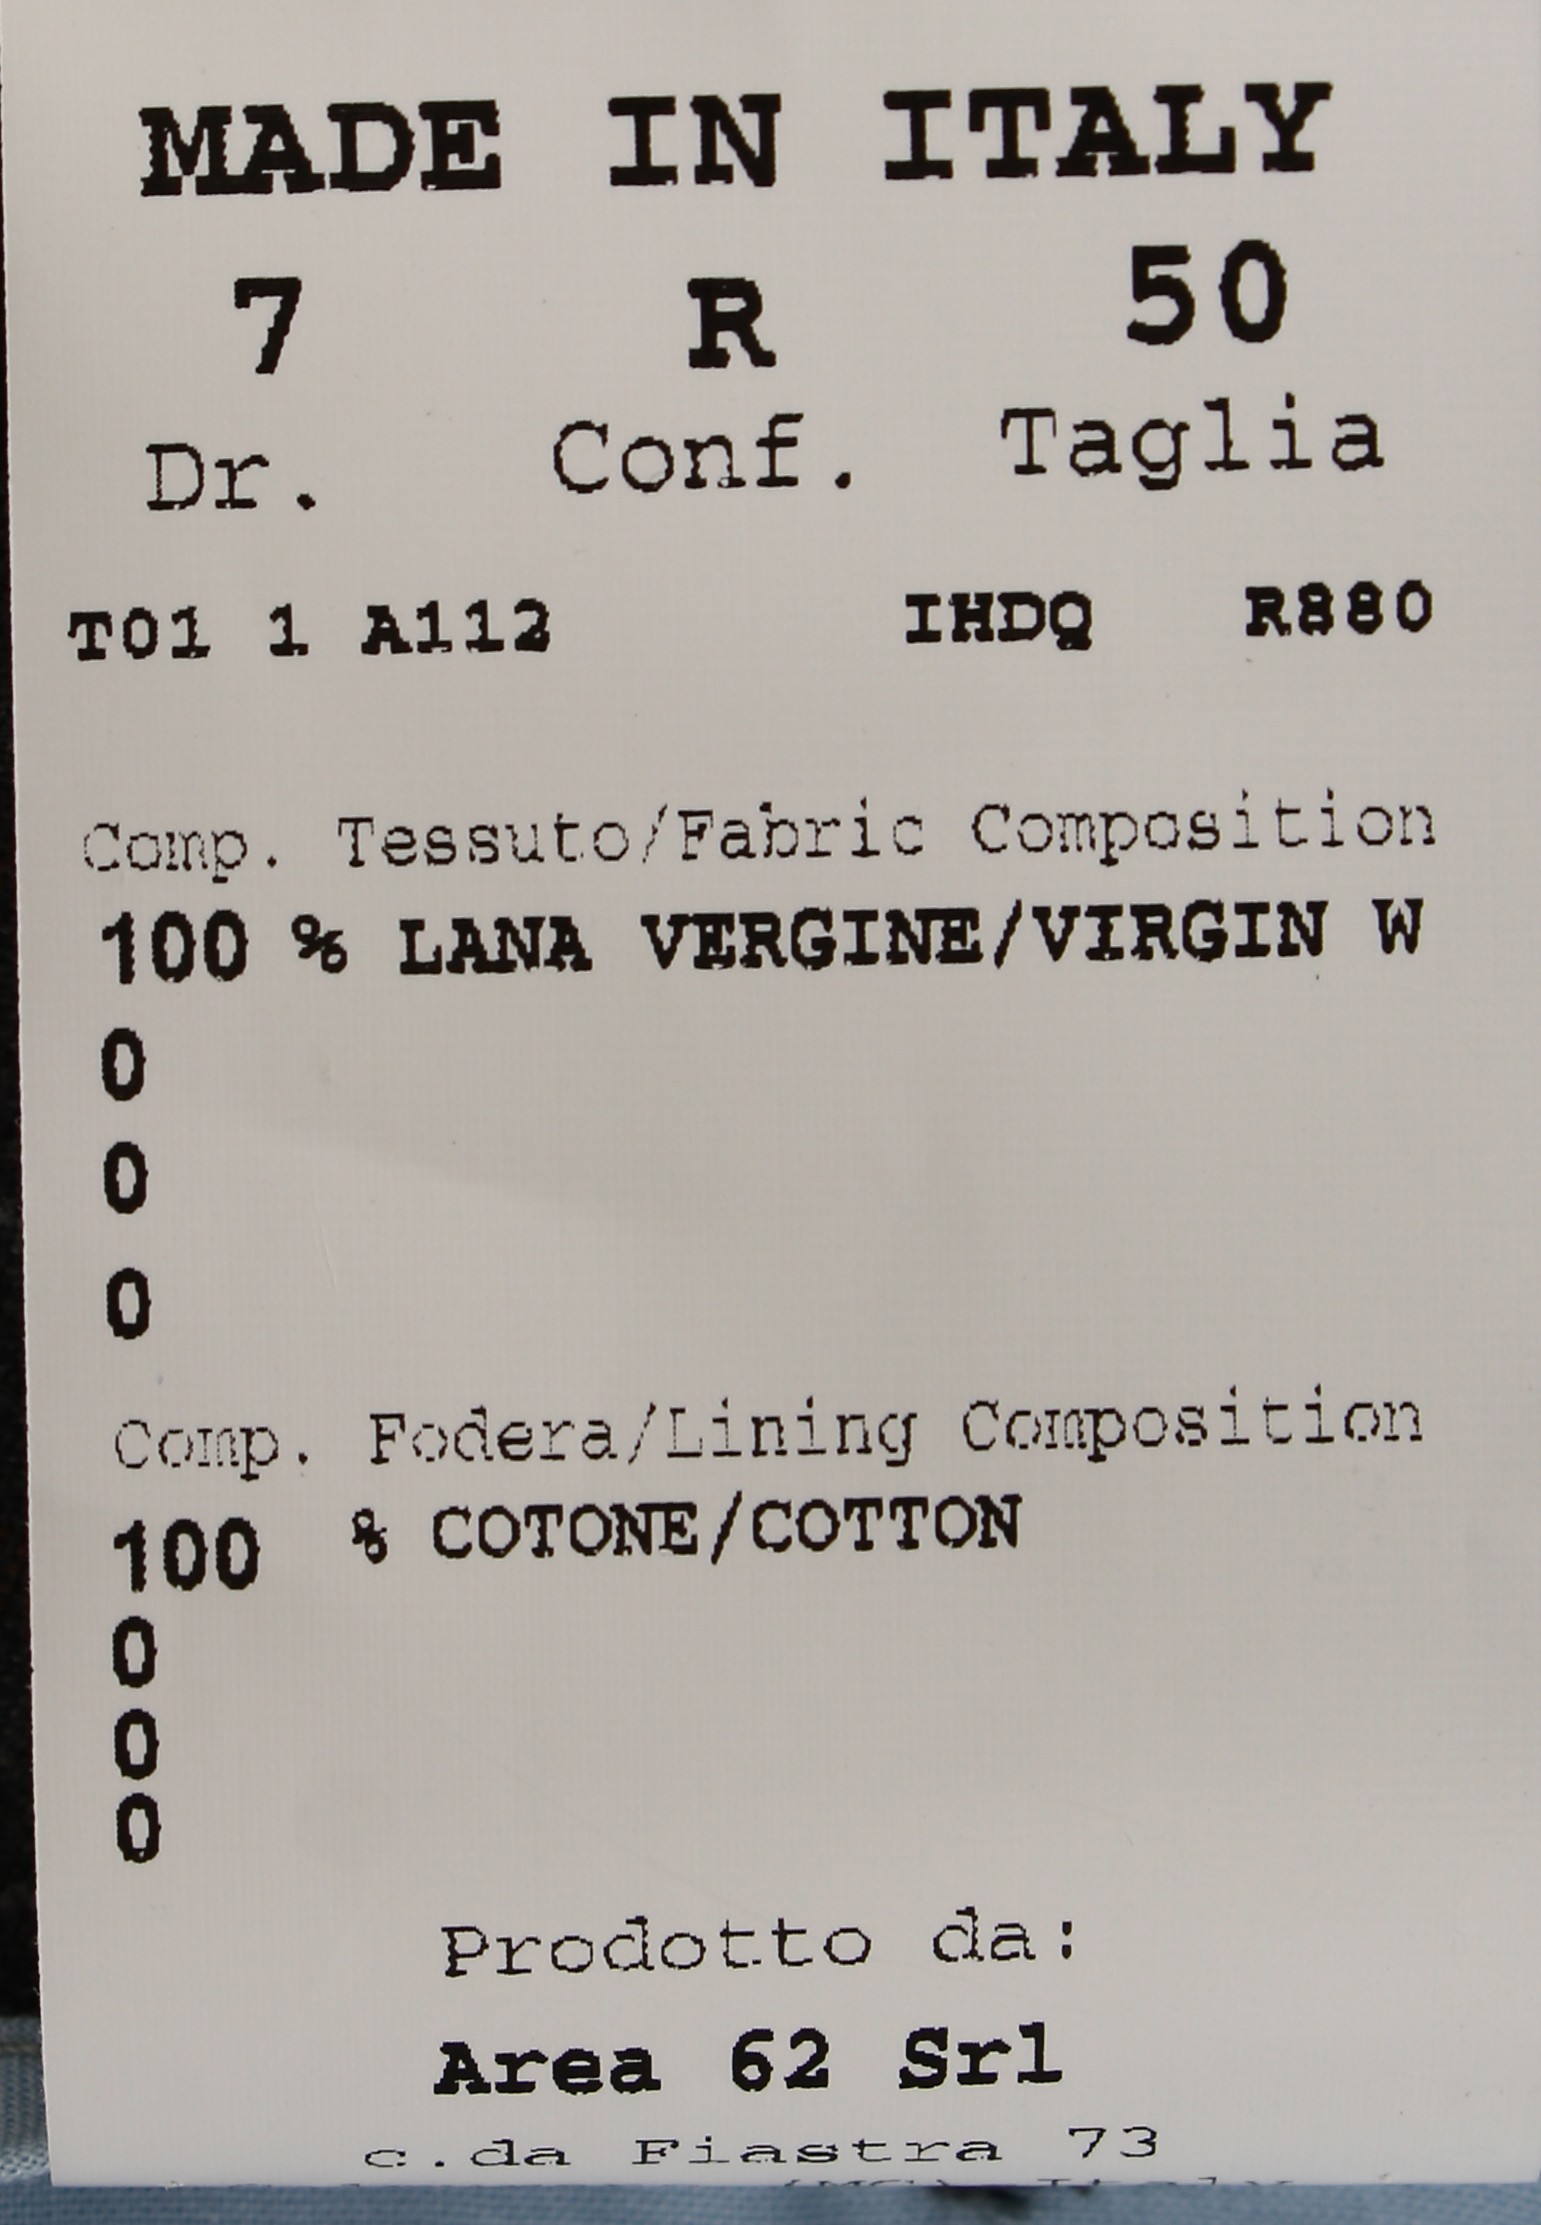 MADE IN ITALY
7 R 50
Dr. Conf. Taglia
T01 1 A112 IHDQ R880
Comp. Tessuto/Fabric Composition
100 % LANA VERGINE/VIRGIN W
0
0
0
Comp. Fodera/Lining Composition
100 % COTONE/COTTON
0
0
0
Prodotto da:
Area 62 Srl
c.da Fiastra 73
(MC) Italy